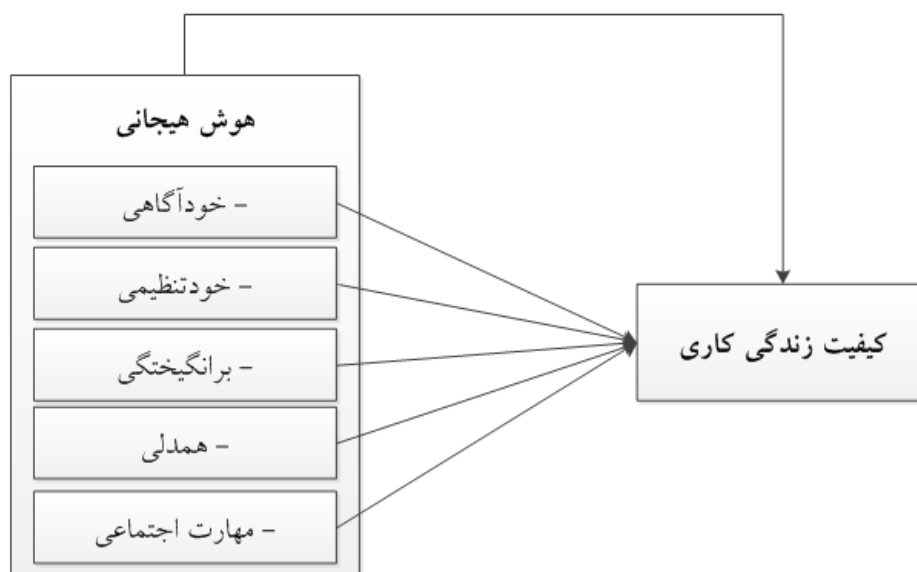 هوش هیجانی
- خودآگاهی
- خودتنظیمی
- برانگیختگی
- همدلی
- مهارت اجتماعی
کیفیت زندگی کاری